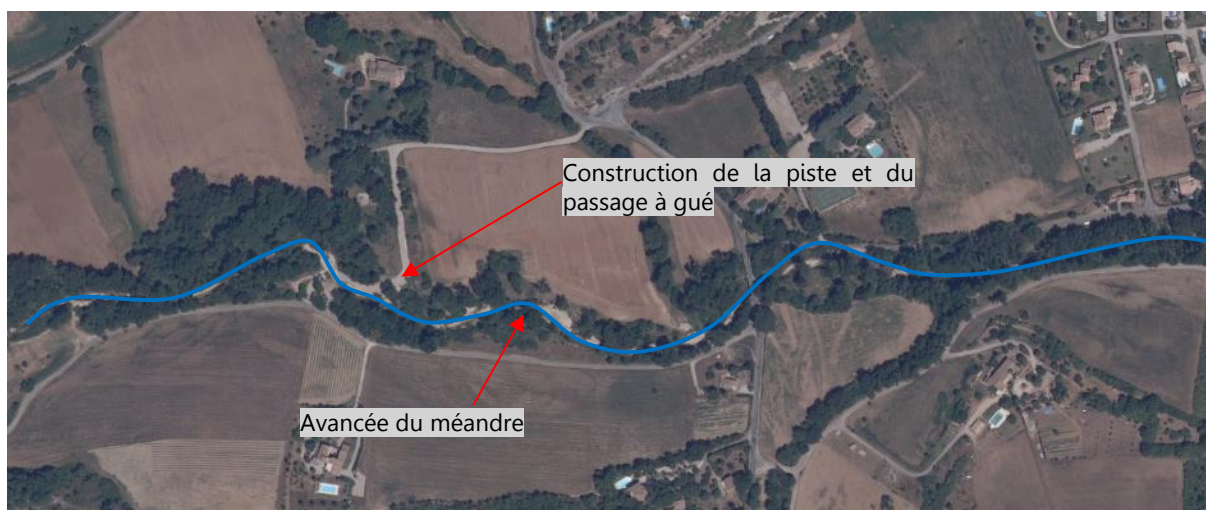 Construction de la piste et du
passage à gué
Avancée du méandre